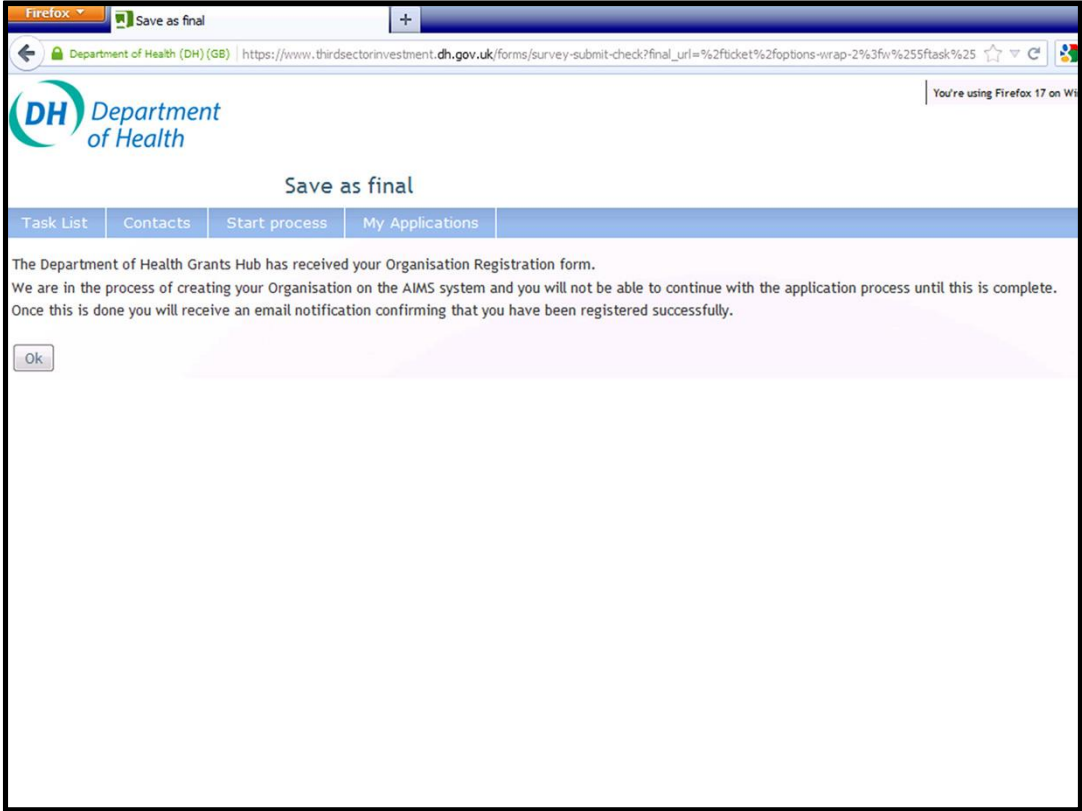 Firefox
Save as final
+
Department of Health (DH) (GB) https://www.thirdsectorinvestment.dh.gov.uk/forms/survey-submit-check?final_url=%2fticket%2foptions-wrap-2%3fw%255ftask%25
You're using Firefox 17 on Wi
DH Department
of Health
Save as final
Task List Contacts Start process My Applications
The Department of Health Grants Hub has received your Organisation Registration form.
We are in the process of creating your Organisation on the AIMS system and you will not be able to continue with the application process until this is complete.
Once this is done you will receive an email notification confirming that you have been registered successfully.
Ok